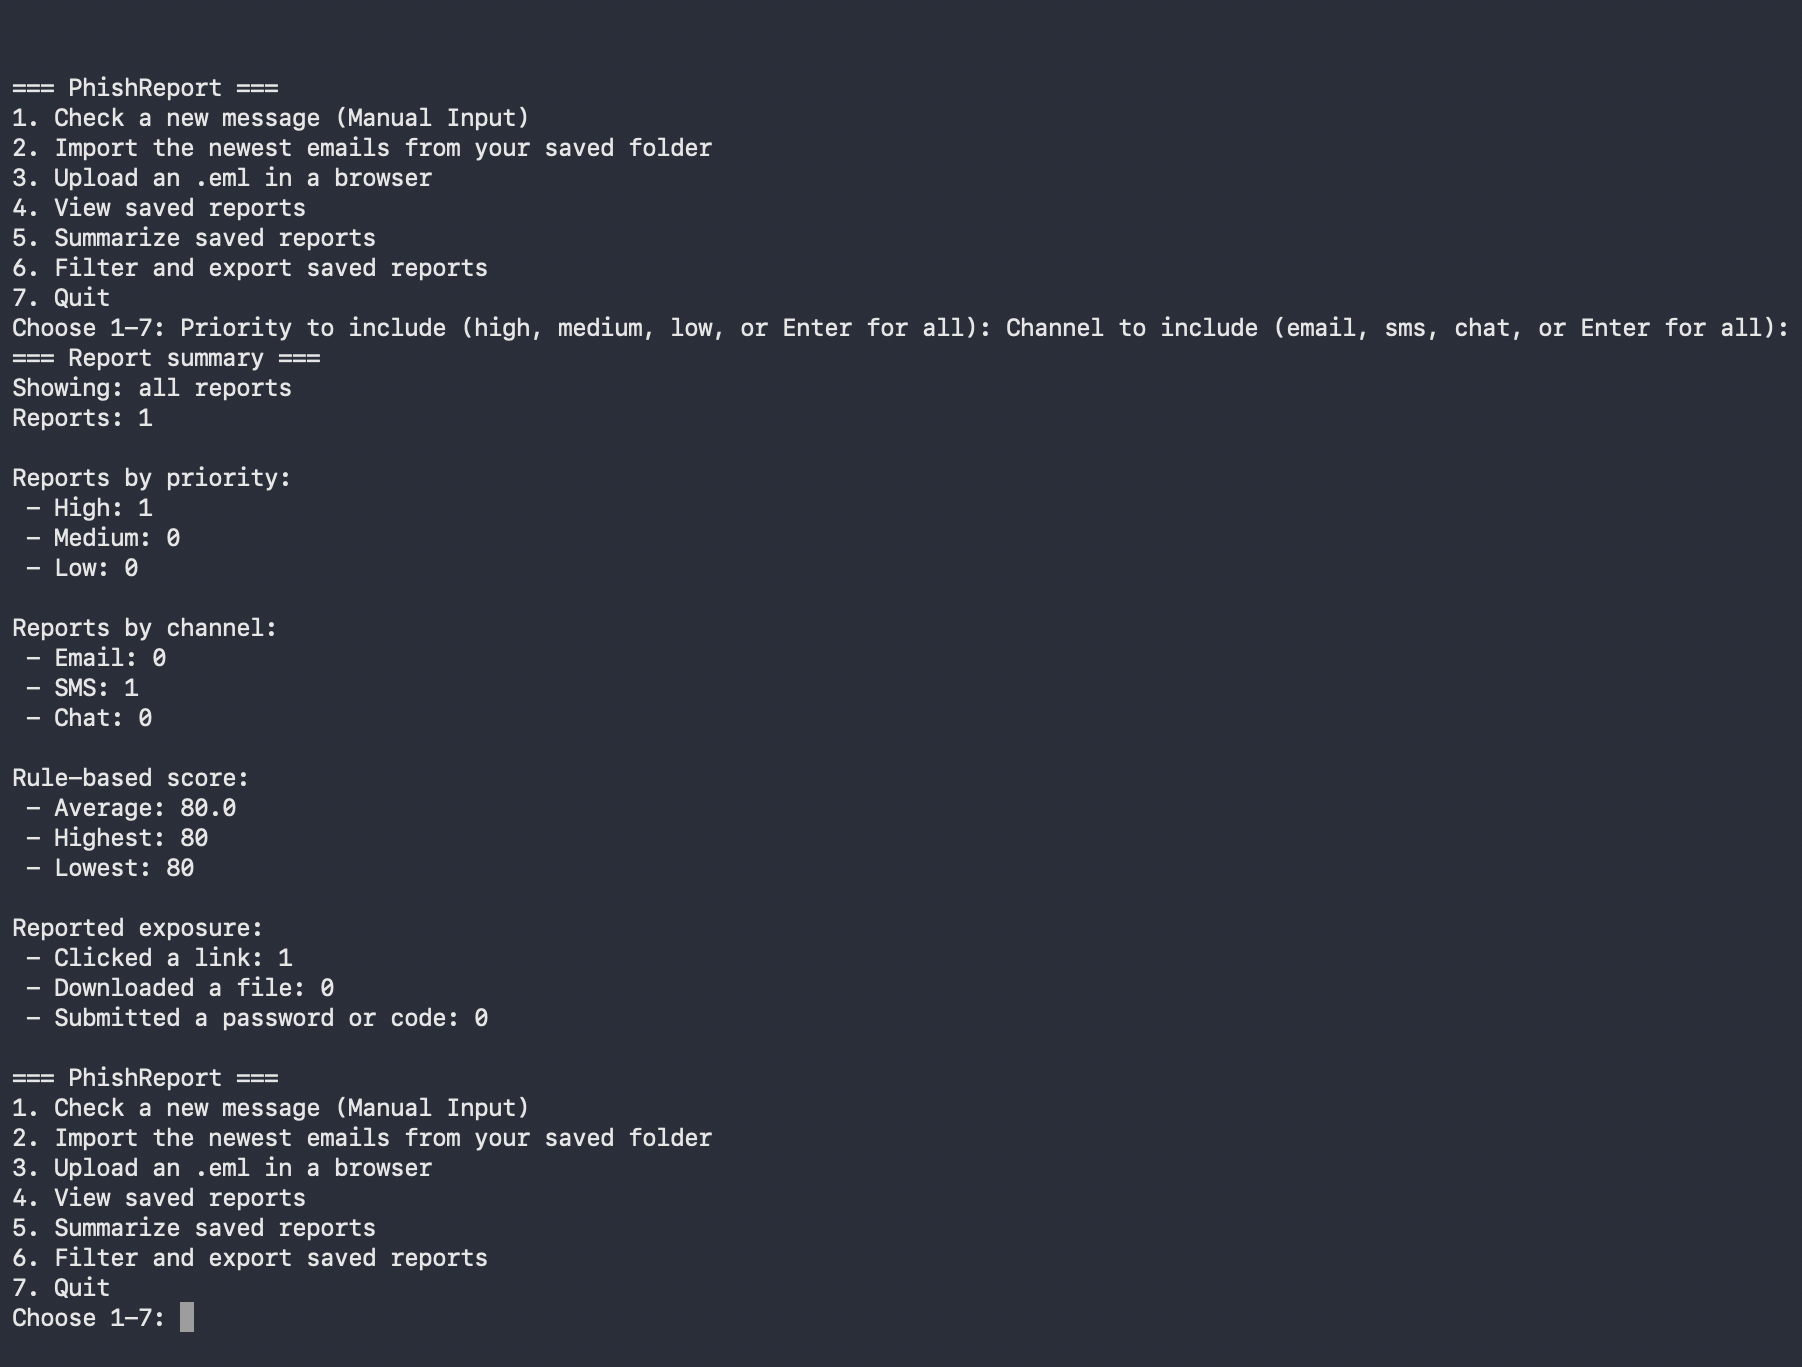 === PhishReport ===
1. Check a new message (Manual Input)
2. Import the newest emails from your saved folder
3. Upload an .eml in a browser
4. View saved reports
5. Summarize saved reports
6. Filter and export saved reports
7. Quit
Choose 1-7: Priority to include (high, medium, low, or Enter for all): Channel to include (email, sms, chat, or Enter for all):
=== Report summary ===
Showing: all reports
Reports: 1
Reports by priority:
- High: 1
- Medium: 0
- Low: 0
Reports by channel:
- Email: 0
- SMS: 1
- Chat: 0
Rule-based score:
- Average: 80.0
- Highest: 80
- Lowest: 80
Reported exposure:
- Clicked a link: 1
- Downloaded a file: 0
- Submitted a password or code: 0
=== PhishReport ===
1. Check a new message (Manual Input)
2. Import the newest emails from your saved folder
3. Upload an .eml in a browser
4. View saved reports
5. Summarize saved reports
6. Filter and export saved reports
7. Quit
Choose 1-7: